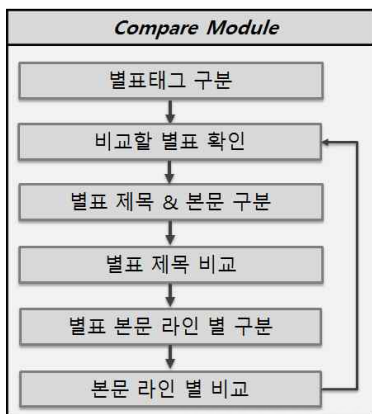 Compare Module
별표태그 구분
비교할 별표 확인
별표 제목 & 본문 구분
별표 제목 비교
별표 본문 라인 별 구분
본문 라인 별 비교